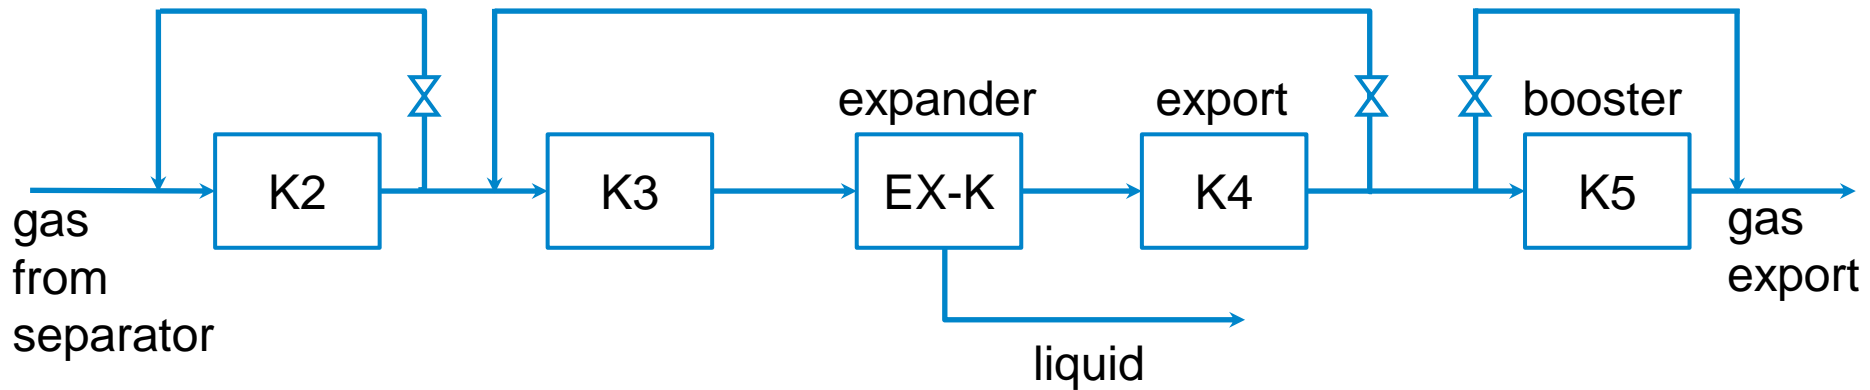 expander
export
booster
K2
K3
EX-K
K4
K5
gas
from
separator
gas
export
liquid